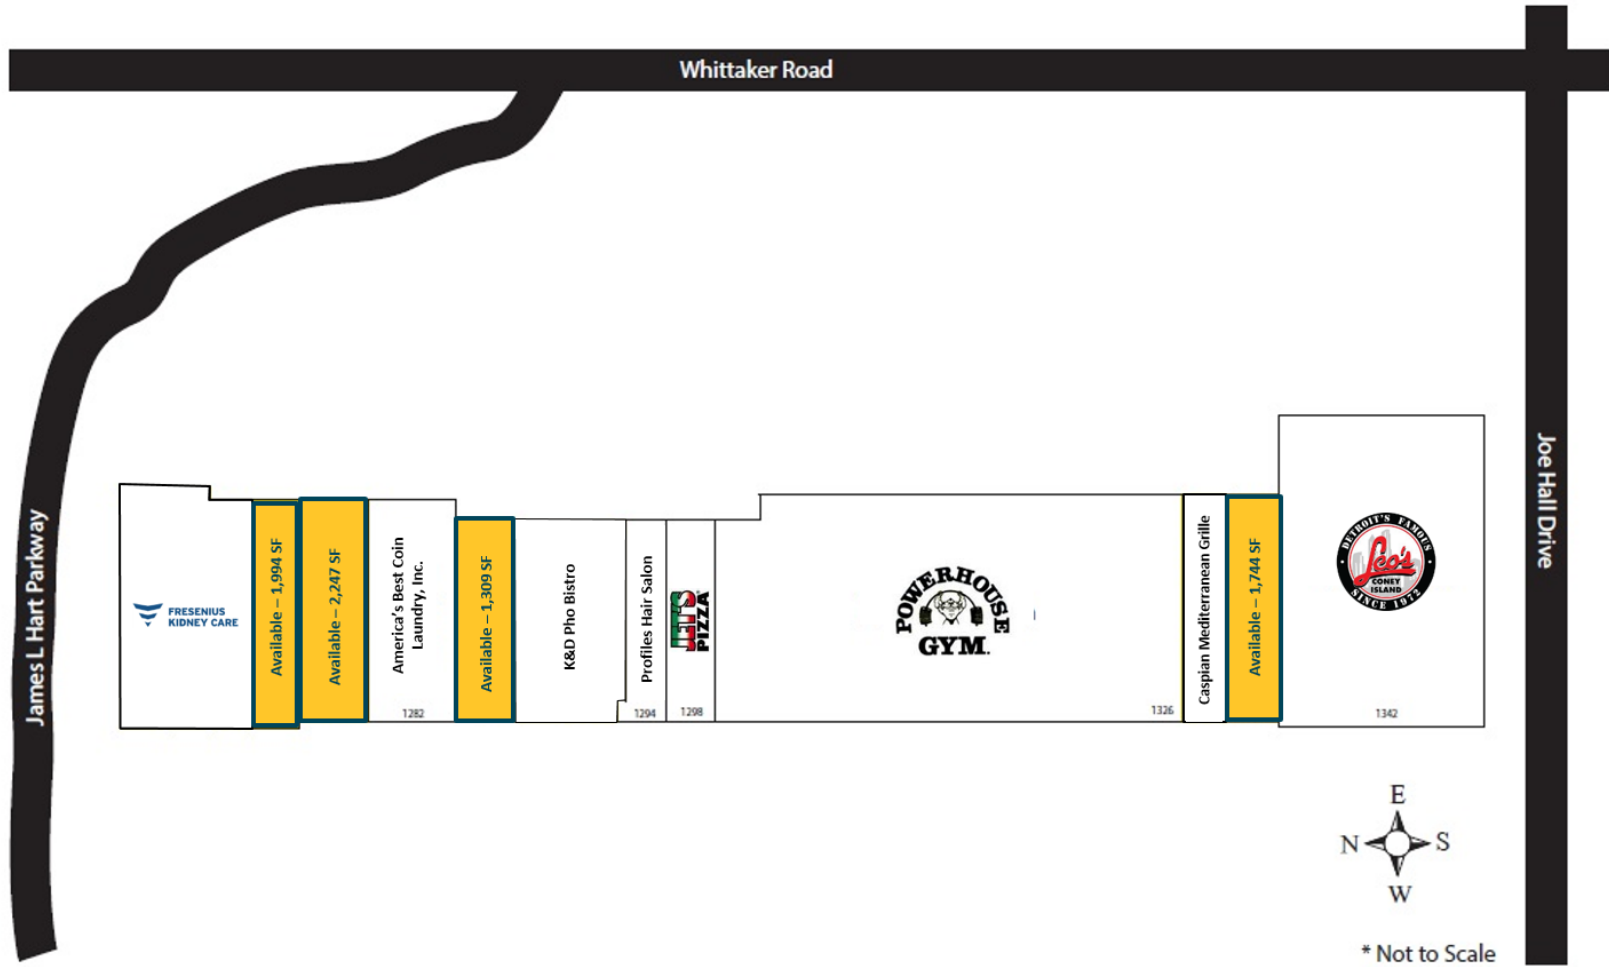 Whittaker Road
James L Hart Parkway
Joe Hall Drive
FRESENIUS
KIDNEY CARE
Available – 1,994 SF
Available – 2,247 SF
America's Best Coin
Laundry, Inc.
1282
Available – 1,309 SF
K&D Pho Bistro
Profiles Hair Salon
1294
JET'S
PIZZA
1298
POWERHOUSE
GYM.
1326
Caspian Mediterranean Grille
Available – 1,744 SF
DETROIT'S FAMOUS
Leo's
CONEY
ISLAND
SINCE 1972
1342
E
N
S
W
* Not to Scale